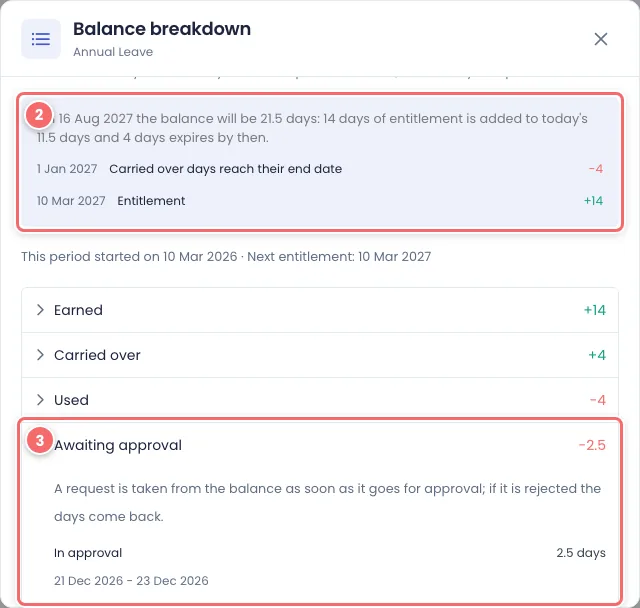 Balance breakdown
Annual Leave
2
16 Aug 2027 the balance will be 21.5 days: 14 days of entitlement is added to today's
11.5 days and 4 days expires by then.
1 Jan 2027 Carried over days reach their end date -4
10 Mar 2027 Entitlement +14
This period started on 10 Mar 2026 · Next entitlement: 10 Mar 2027
Earned +14
Carried over +4
Used -4
3
Awaiting approval -2.5
A request is taken from the balance as soon as it goes for approval; if it is rejected the
days come back.
In approval 2.5 days
21 Dec 2026 - 23 Dec 2026